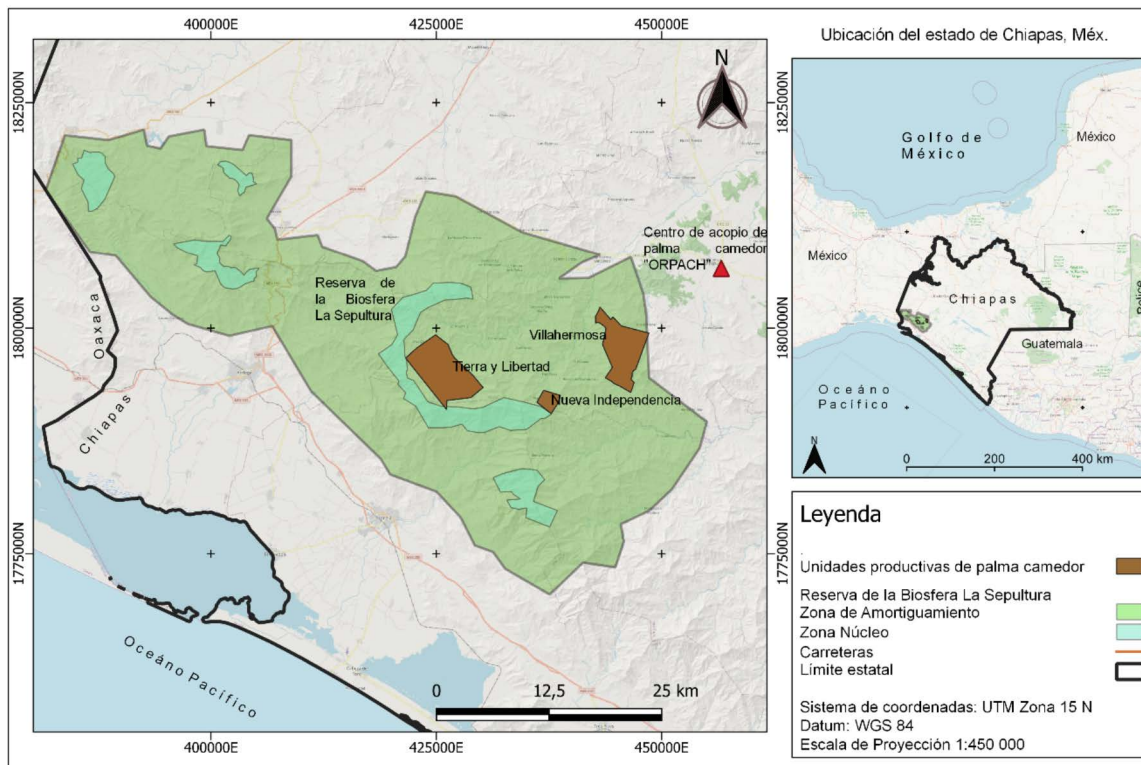 400000E
425000E
450000E
N
1825000N
1800000N
1775000N
Centro de acopio de
palma camedor
"ORPACH"
Reserva de
la Biosfera
La Sepultura
Villahermosa
Tierra y Libertad
Nueva Independencia
Oaxaca
Chiapas
Oceáno Pacífico
0 12,5 25 km
400000E
425000E
450000E
1825000N
1800000N
1775000N
Ubicación del estado de Chiapas, Méx.
Golfo de
México
México
México
Chiapas
Belice
Guatemala
Oceáno
Pacífico
N
0 200 400 km
Leyenda
Unidades productivas de palma camedor
Reserva de la Biosfera La Sepultura
Zona de Amortiguamiento
Zona Núcleo
Carreteras
Límite estatal
Sistema de coordenadas: UTM Zona 15 N
Datum: WGS 84
Escala de Proyección 1:450 000